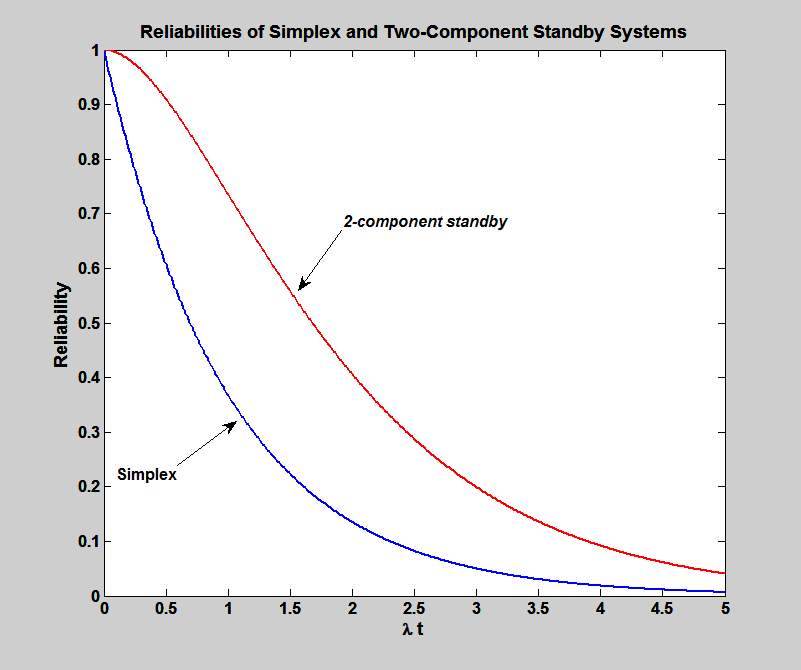 Reliabilities of Simplex and Two-Component Standby Systems
1
0.9
0.8
0.7
0.6
0.5
0.4
0.3
0.2
0.1
0
Reliability
2-component standby
Simplex
0 0.5 1 1.5 2 2.5 3 3.5 4 4.5 5
λ t